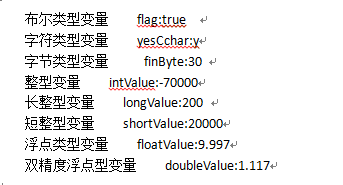 布尔类型变量 flag:true
字符类型变量 yesCchar:y
字节类型变量 finByte:30
整型变量 intValue:-70000
长整型变量 longValue:200
短整型变量 shortValue:20000
浮点类型变量 floatValue:9.997
双精度浮点型变量 doubleValue:1.117